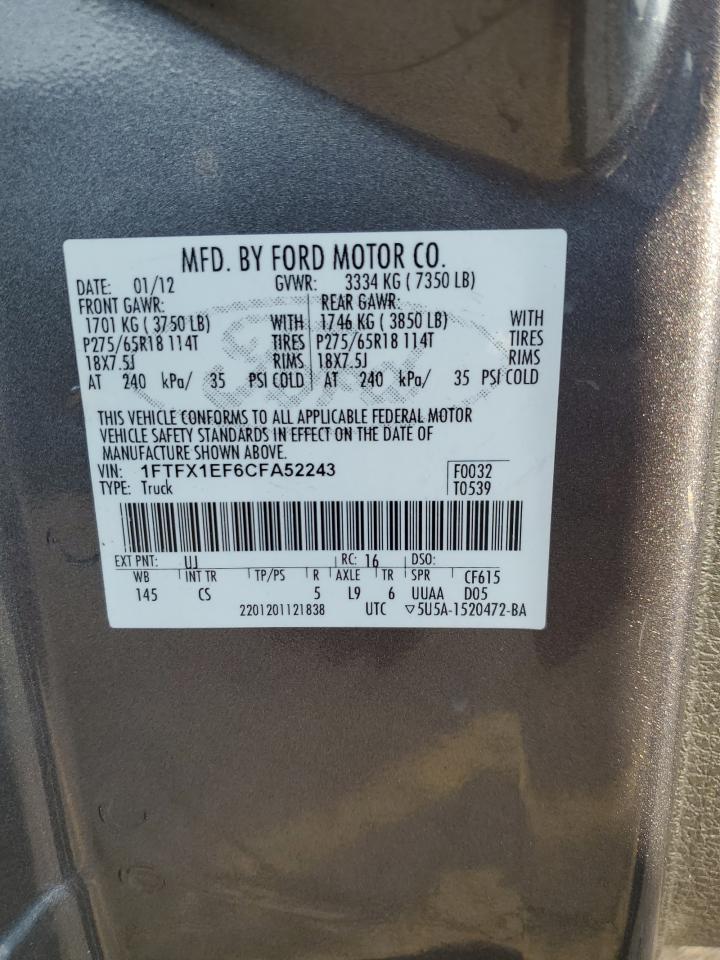 MFD. BY FORD MOTOR CO.
DATE: 01/12 GVWR: 3334 KG ( 7350 LB)
FRONT GAWR: REAR GAWR:
1701 KG ( 3750 LB) WITH 1746 KG ( 3850 LB) WITH
P275/65R18 114T TIRES P275/65R18 114T TIRES
18X7.5J RIMS 18X7.5J RIMS
AT 240 kPa/ 35 PSI COLD AT 240 kPa/ 35 PSI COLD
THIS VEHICLE CONFORMS TO ALL APPLICABLE FEDERAL MOTOR
VEHICLE SAFETY STANDARDS IN EFFECT ON THE DATE OF
MANUFACTURE SHOWN ABOVE.
VIN: 1FTFX1EF6CFA52243 F0032
TYPE: Truck T0539
EXT PNT: UJ RC: 16 DSO:
WB INT TR TP/PS R AXLE TR SPR CF615
145 CS 5 L9 6 UUAA D05
2201201121838 UTC ▽5U5A-1520472-BA